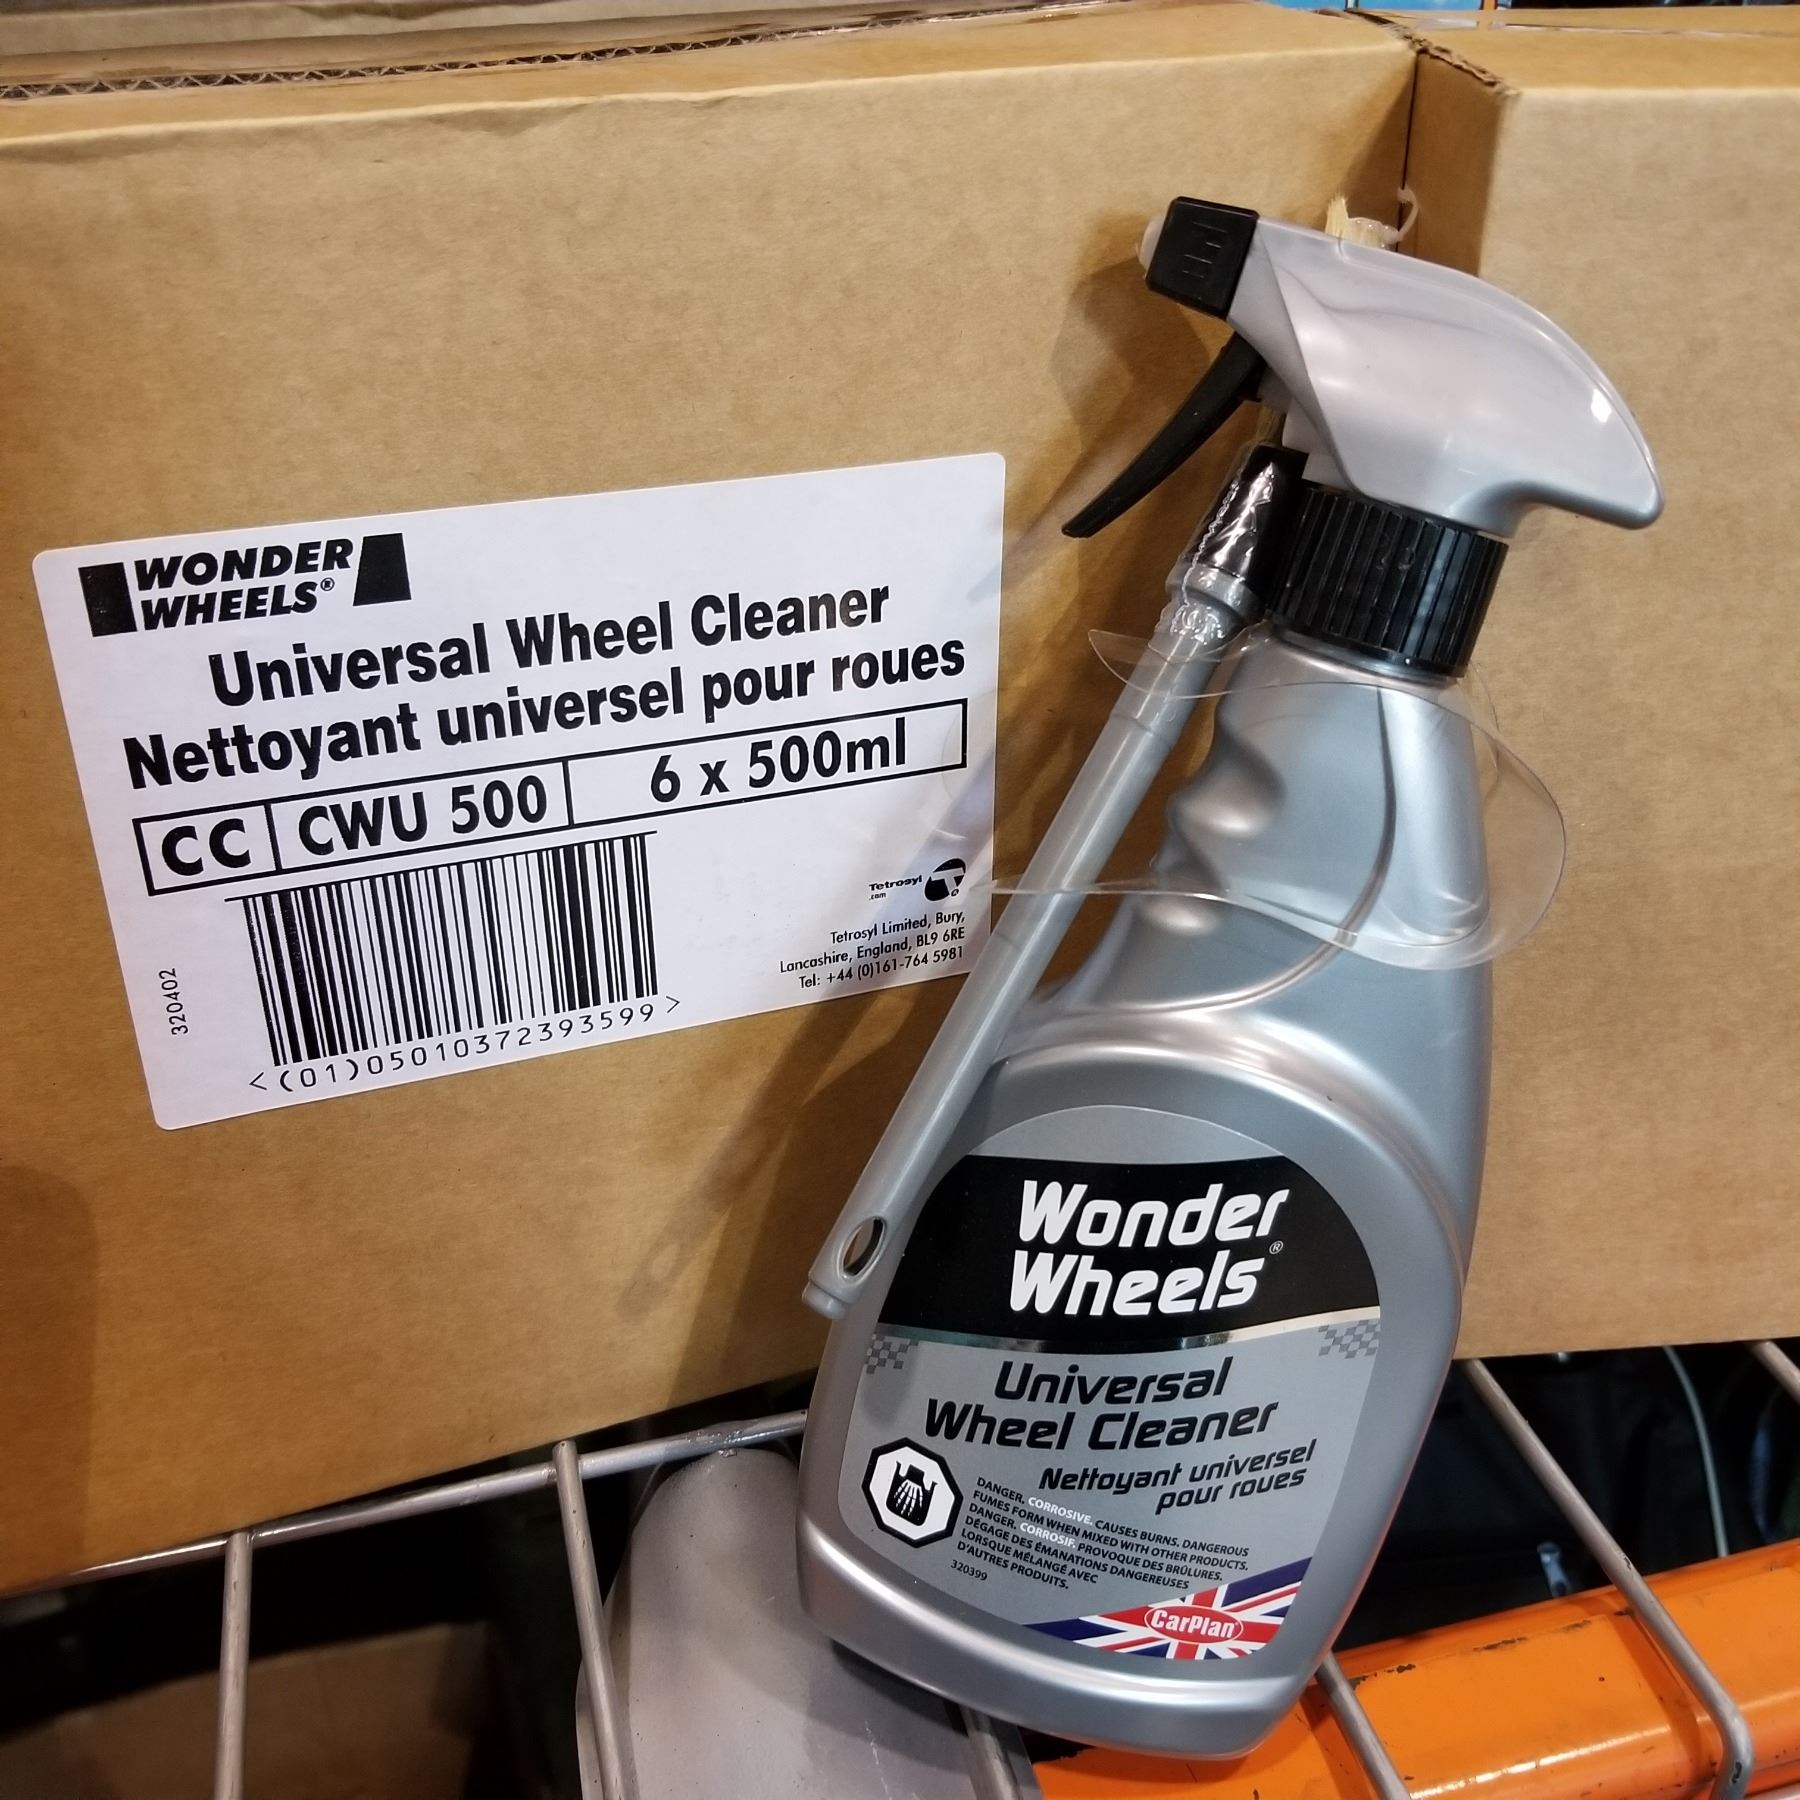 WONDER
WHEELS®
Universal Wheel Cleaner
Nettoyant universel pour roues
CC CWU 500 6 x 500ml
Tetrosyl
.com
®
Tetrosyl Limited, Bury,
Lancashire, England, BL9 6RE
Tel: +44 (0)161-764 5981
320402
<(01)05010372393599>
Wonder
Wheels®
Universal
Wheel Cleaner
Nettoyant universel
pour roues
DANGER. CORROSIVE. CAUSES BURNS. DANGEROUS
FUMES FORM WHEN MIXED WITH OTHER PRODUCTS.
DANGER. CORROSIF. PROVOQUE DES BRÛLURES.
DÉGAGE DES ÉMANATIONS DANGEREUSES
LORSQUE MÉLANGÉ AVEC
D'AUTRES PRODUITS.
320399
CarPlan®